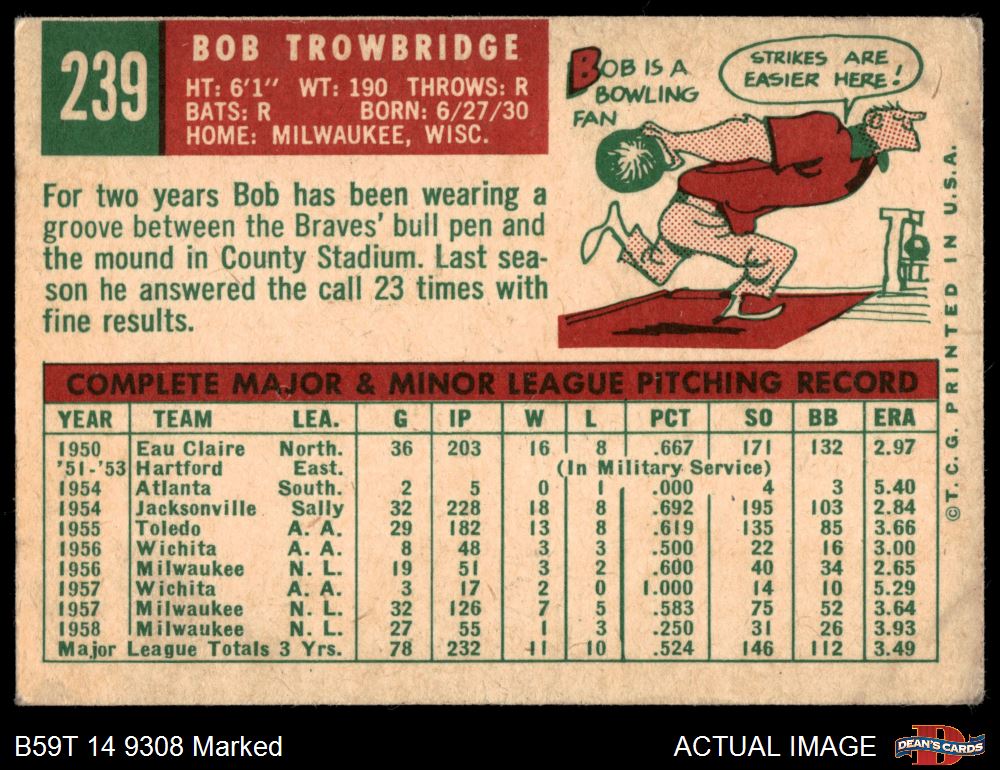 239
BOB TROWBRIDGE
HT: 6'1" WT: 190 THROWS: R
BATS: R BORN: 6/27/30
HOME: MILWAUKEE, WISC.
BOB IS A
BOWLING
FAN
STRIKES ARE
EASIER HERE!
For two years Bob has been wearing a
groove between the Braves' bull pen and
the mound in County Stadium. Last sea-
son he answered the call 23 times with
fine results.
©T.C.G. PRINTED IN U.S.A.
COMPLETE MAJOR & MINOR LEAGUE PiTCHING RECORD
YEAR TEAM LEA. G IP W L PCT SO BB ERA
1950 Eau Claire North. 36 203 16 8 .667 171 132 2.97
'51-'53 Hartford East. (In Military Service)
1954 Atlanta South. 2 5 0 1 .000 4 3 5.40
1954 Jacksonville Sally 32 228 18 8 .692 195 103 2.84
1955 Toledo A. A. 29 182 13 8 .619 135 85 3.66
1956 Wichita A. A. 8 48 3 3 .500 22 16 3.00
1956 Milwaukee N. L. 19 51 3 2 .600 40 34 2.65
1957 Wichita A. A. 3 17 2 0 1.000 14 10 5.29
1957 Milwaukee N. L. 32 126 7 5 .583 75 52 3.64
1958 Milwaukee N. L. 27 55 1 3 .250 31 26 3.93
Major League Totals 3 Yrs. 78 232 11 10 .524 146 112 3.49
B59T 14 9308 Marked
ACTUAL IMAGE
DEAN'S CARDS